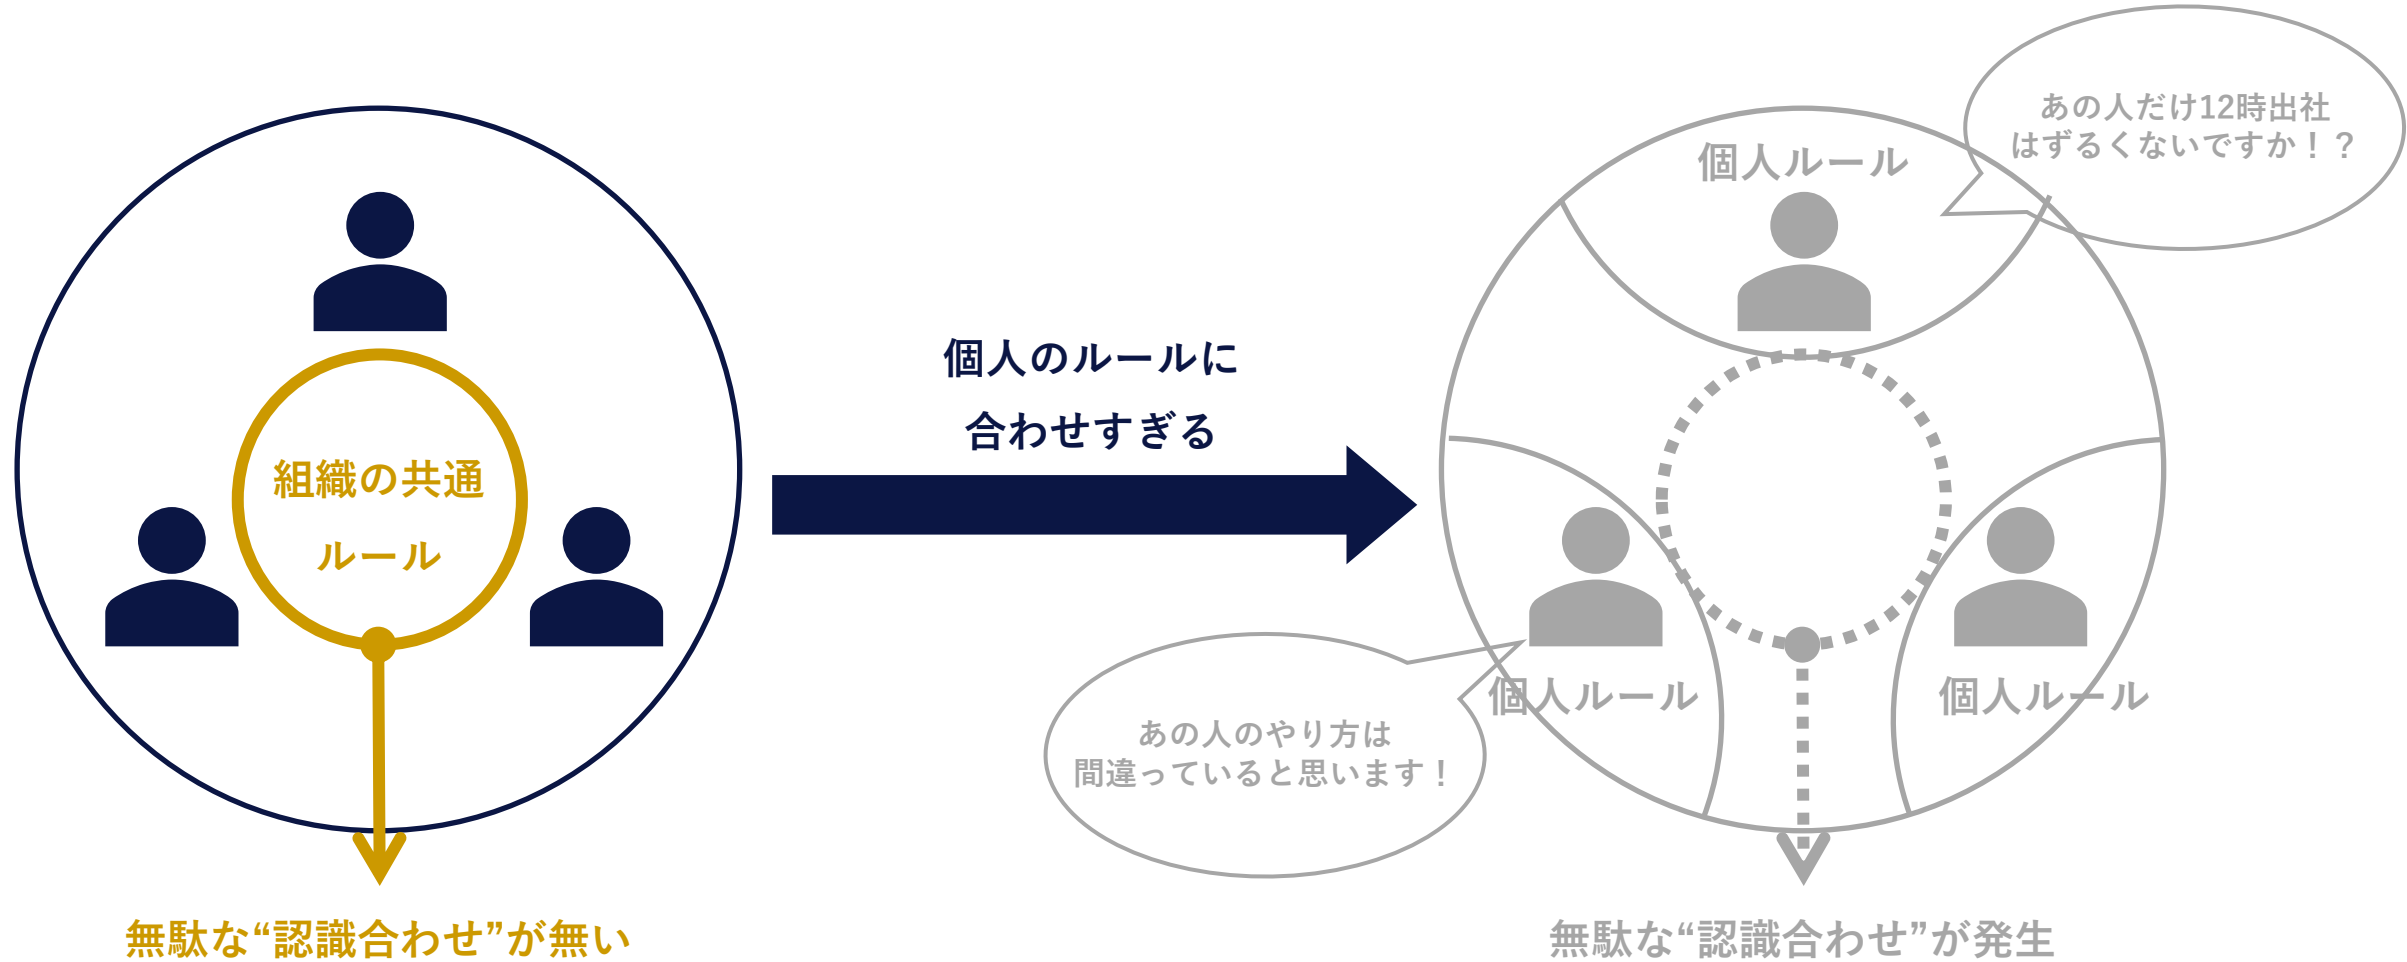 組織の共通
ルール
無駄な“認識合わせ”が無い
個人のルールに
合わせすぎる
あの人だけ12時出社
はずるくないですか！？
個人ルール
個人ルール
個人ルール
あの人のやり方は
間違っていると思います！
無駄な“認識合わせ”が発生